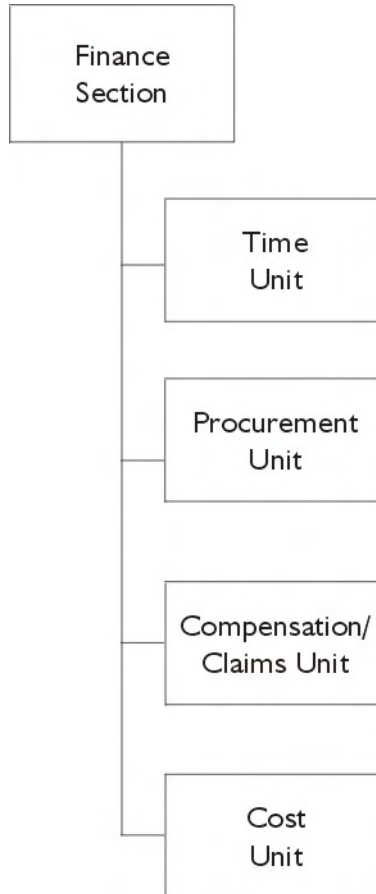 Finance
Section
Time
Unit
Procurement
Unit
Compensation/
Claims Unit
Cost
Unit